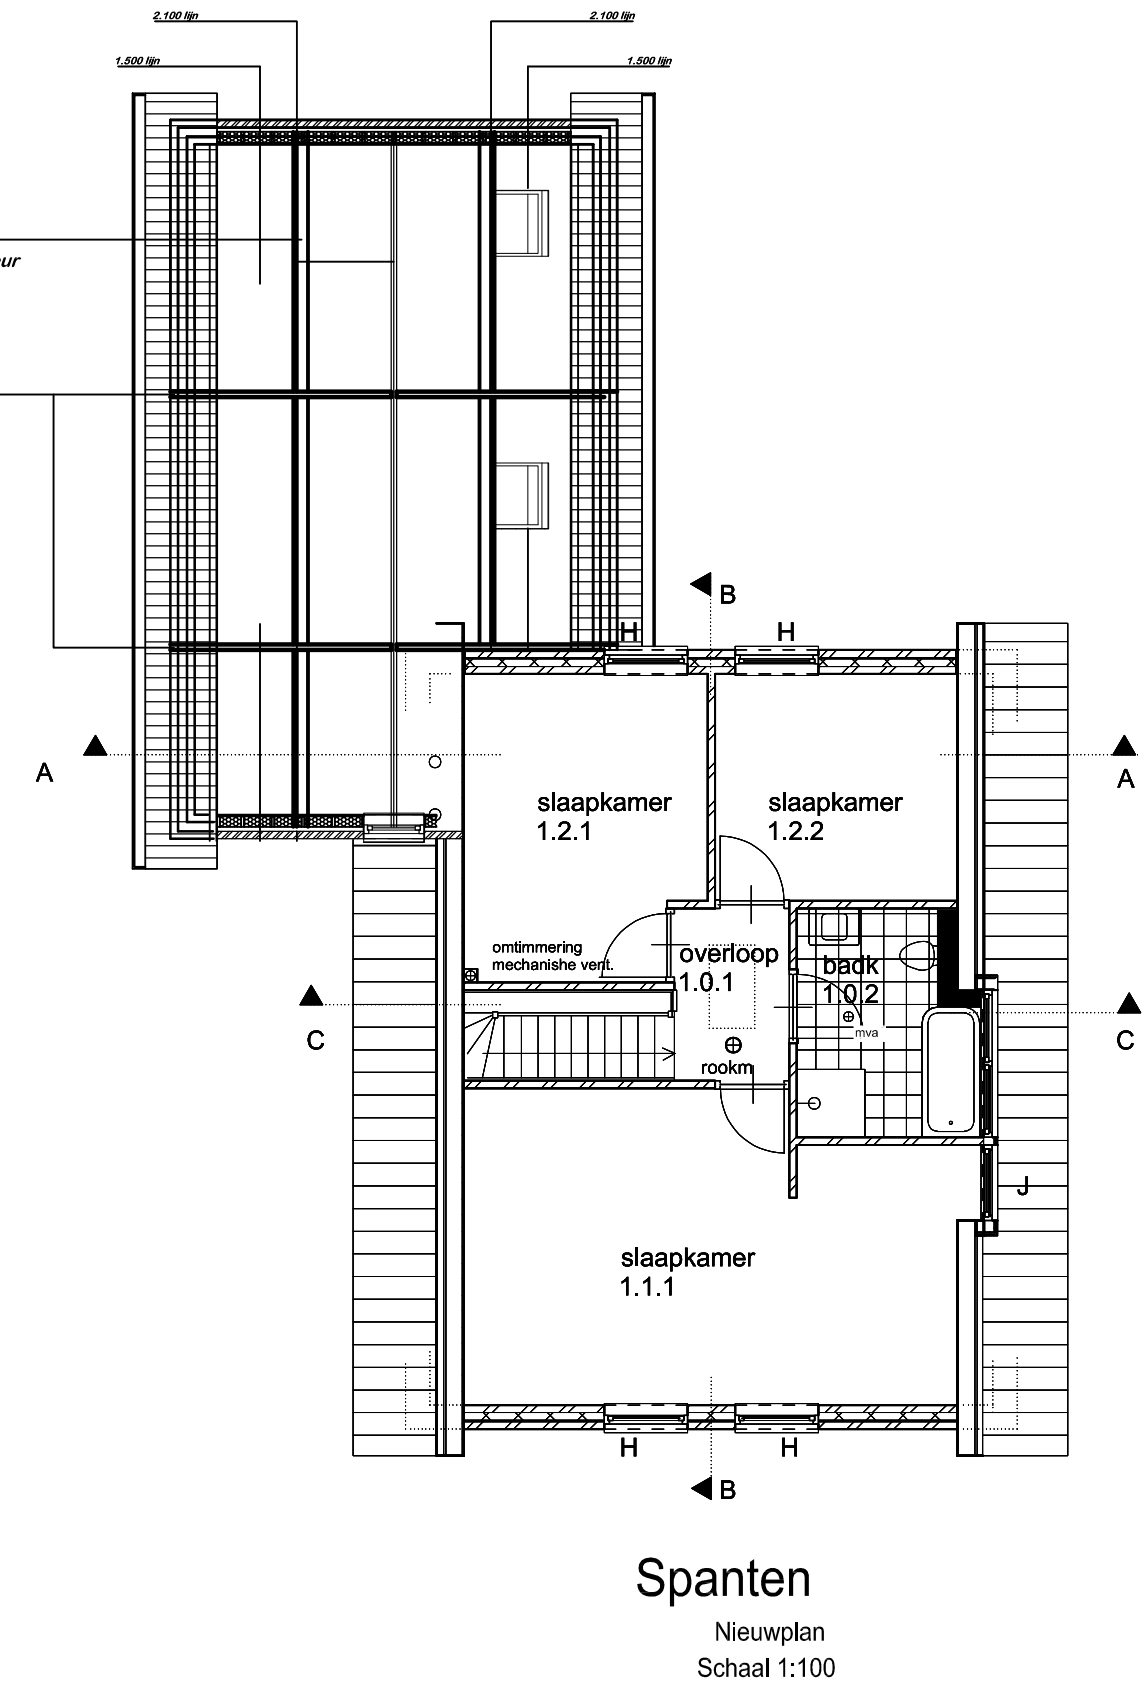 2.100 lijn
2.100 lijn
1.500 lijn
1.500 lijn
B
H
H
A
A
slaapkamer
1.2.1
slaapkamer
1.2.2
omtimmering
mechanishe vent.
overloop
1.0.1
badk
1.0.2
mva
C
C
rookm
J
slaapkamer
1.1.1
H
H
B
Spanten
Nieuwplan
Schaal 1:100